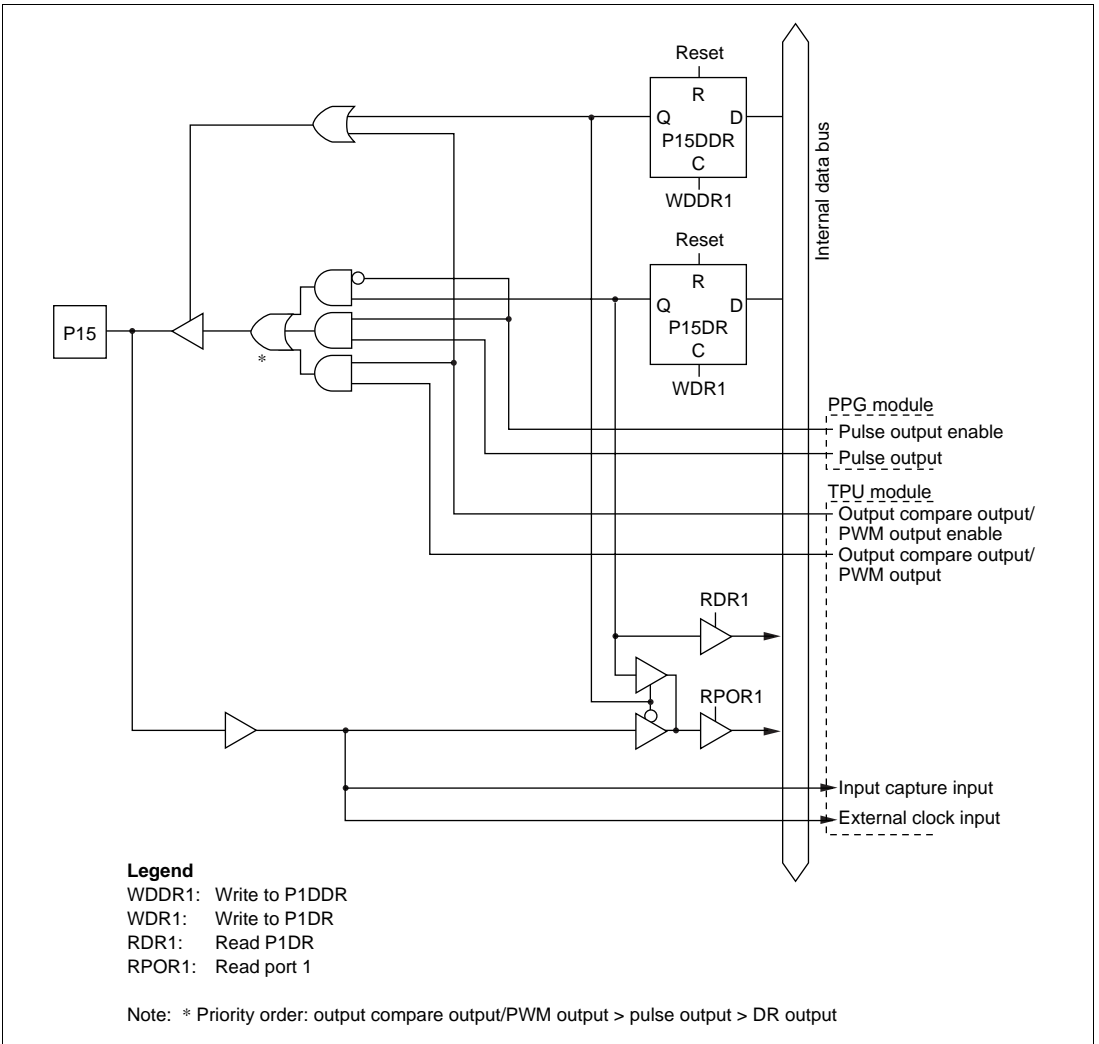 Reset
R
Q D
P15DDR
C
WDDR1
Internal data bus
Reset
R
Q D
P15DR
C
WDR1
P15
*
PPG module
Pulse output enable
Pulse output
TPU module
Output compare output/
PWM output enable
Output compare output/
PWM output
RDR1
RPOR1
Input capture input
External clock input
Legend
WDDR1: Write to P1DDR
WDR1: Write to P1DR
RDR1: Read P1DR
RPOR1: Read port 1
Note: * Priority order: output compare output/PWM output > pulse output > DR output